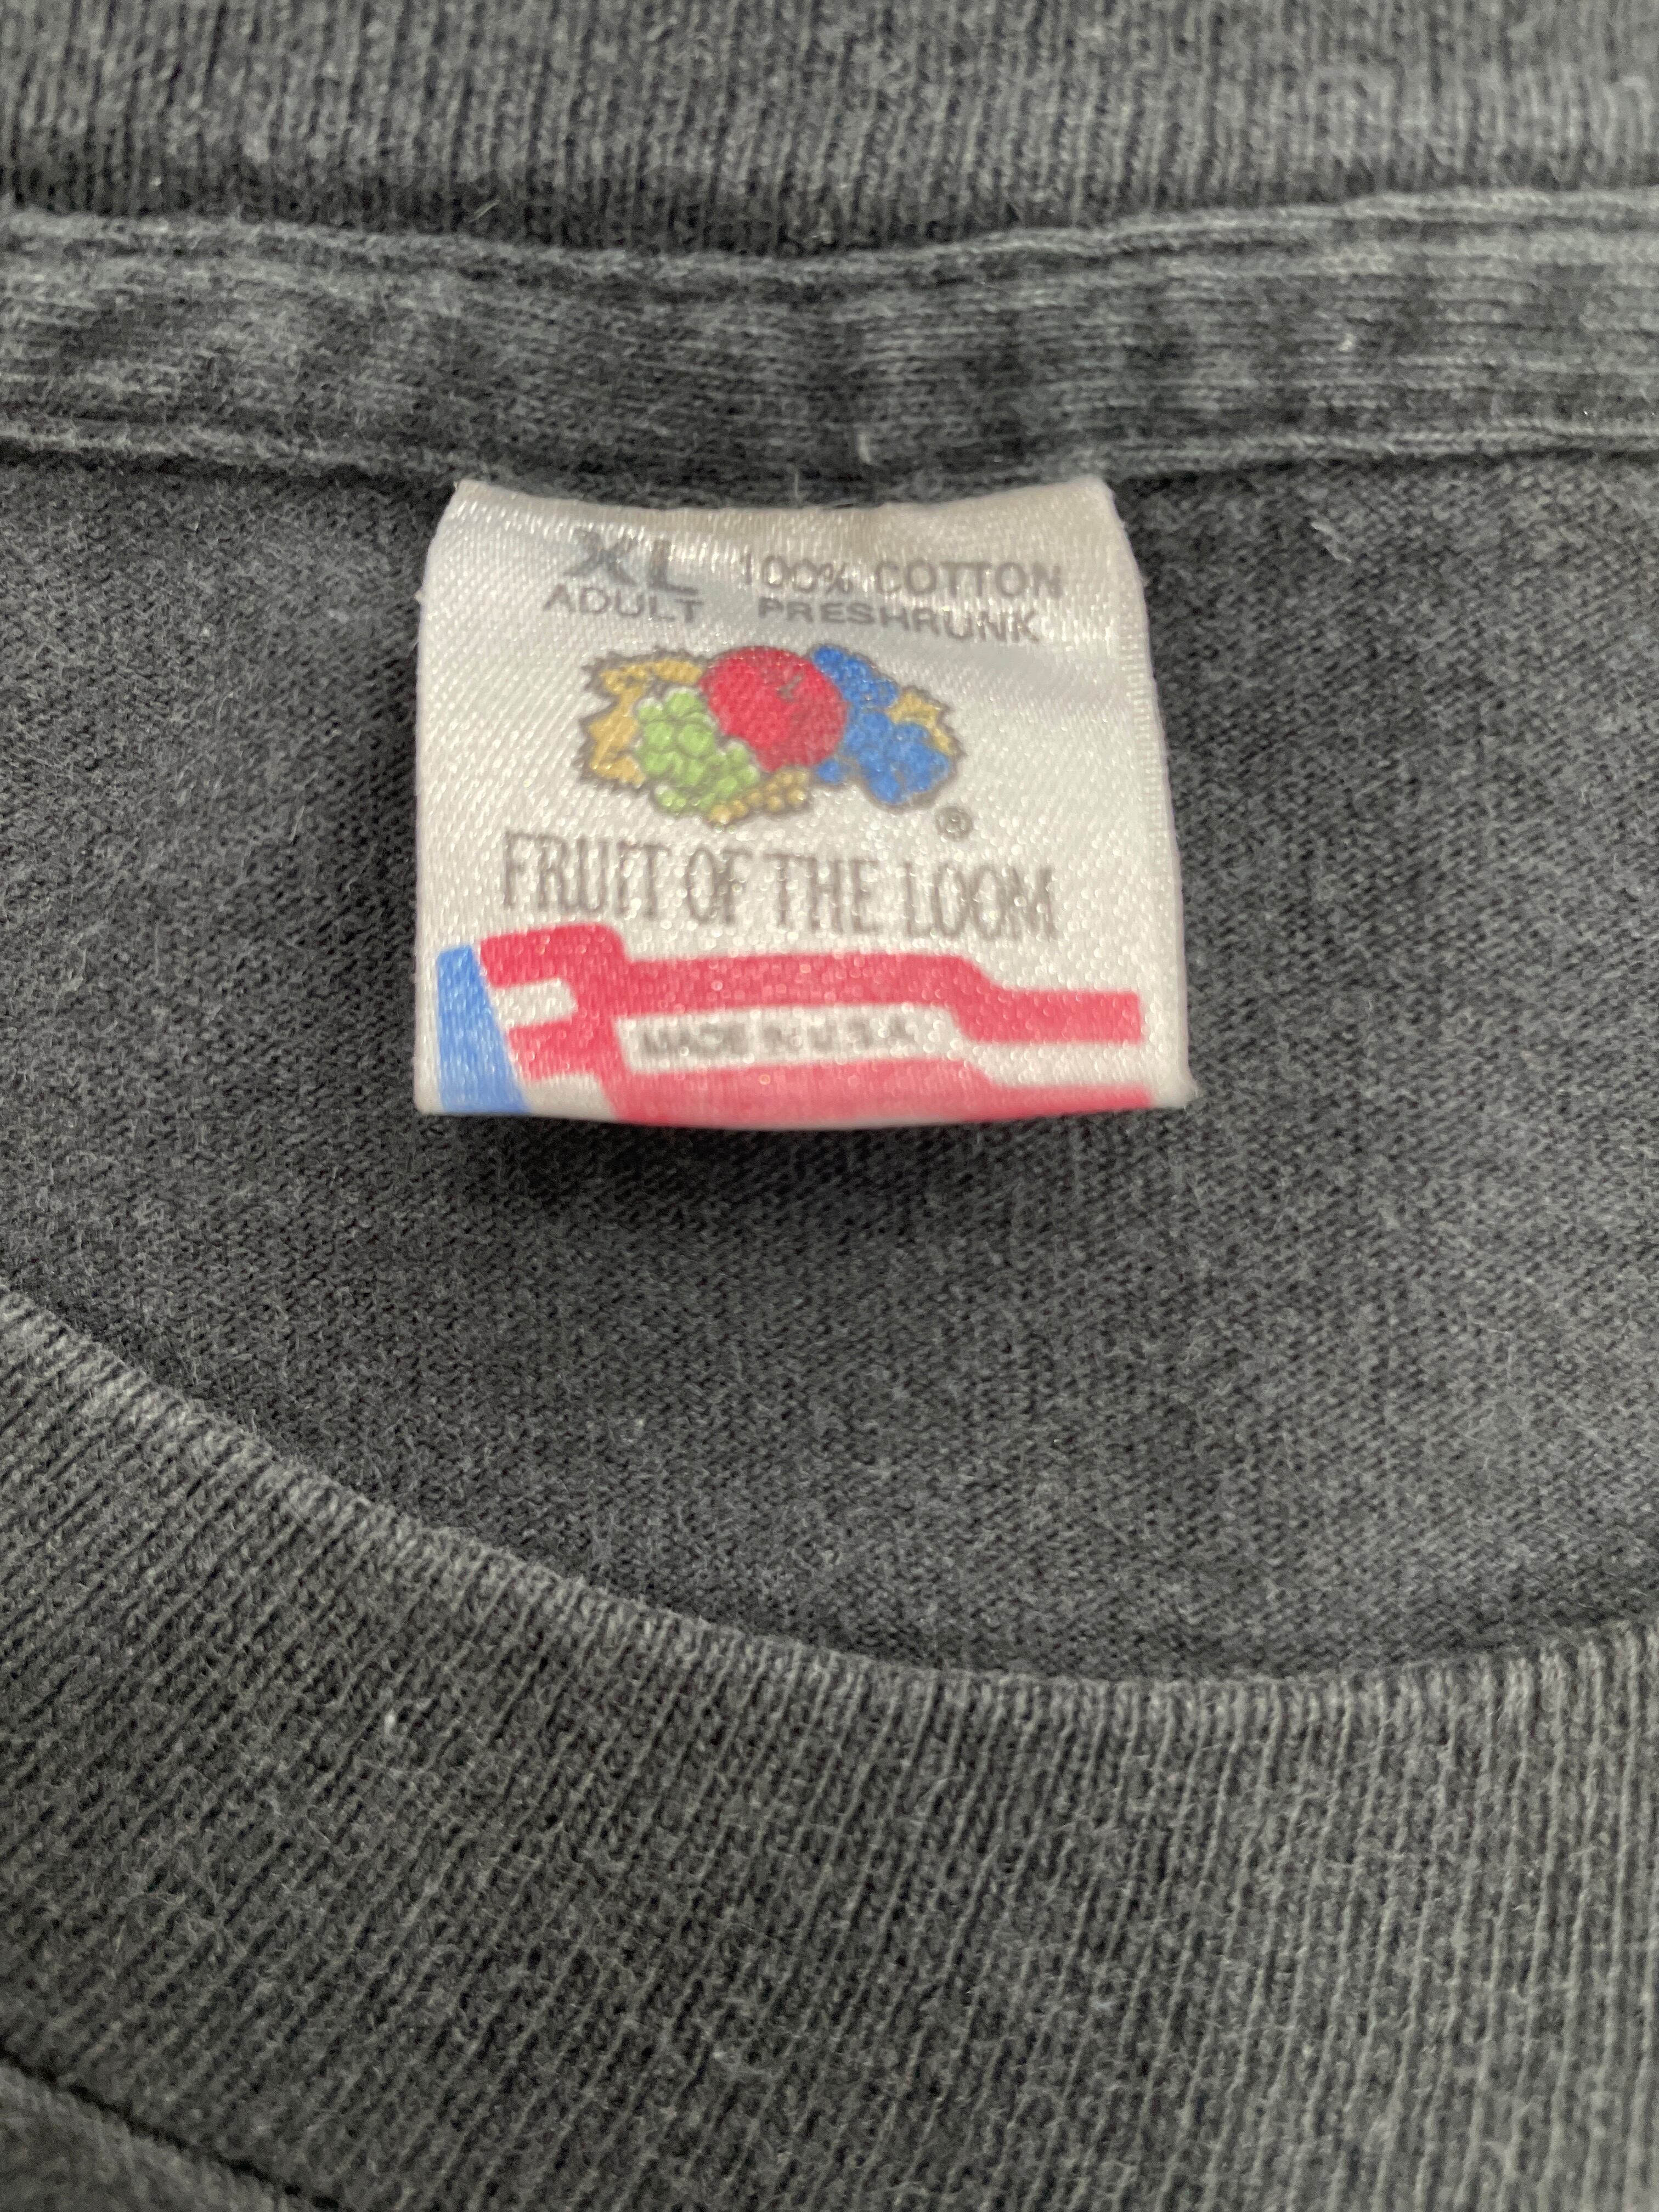 XL 100% COTTON
ADULT PRESHRUNK
®
FRUIT OF THE LOOM
MADE IN U.S.A.